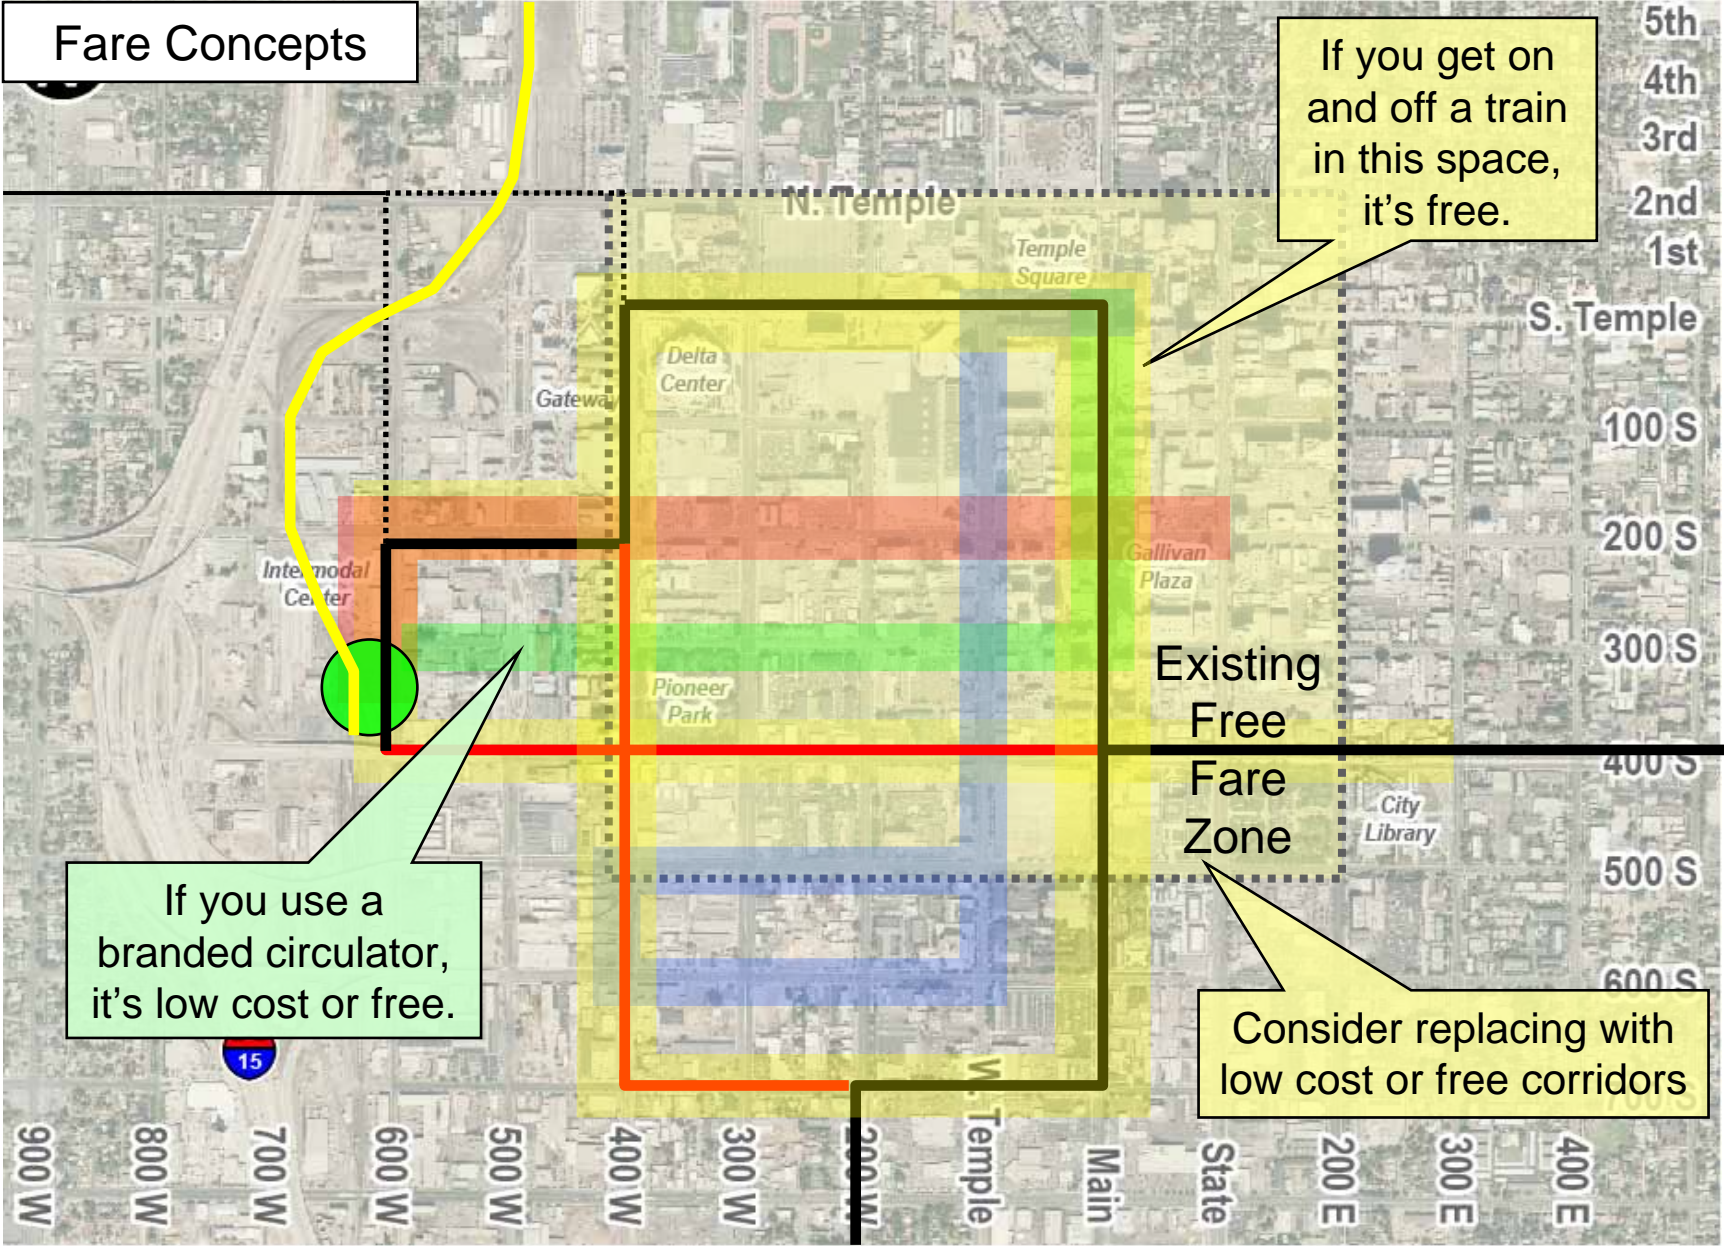 Fare Concepts
If you get on
and off a train
in this space,
it's free.
5th
4th
3rd
2nd
1st
N. Temple
S. Temple
Temple
Square
Delta
Center
Gateway
100 S
200 S
Gallivan
Plaza
Intermodal
Center
300 S
Pioneer
Park
Existing
Free
Fare
Zone
400 S
City
Library
500 S
If you use a
branded circulator,
it’s low cost or free.
600 S
Consider replacing with
low cost or free corridors
15
900 W
800 W
700 W
600 W
500 W
400 W
300 W
200 W
W. Temple
Main
State
200 E
300 E
400 E